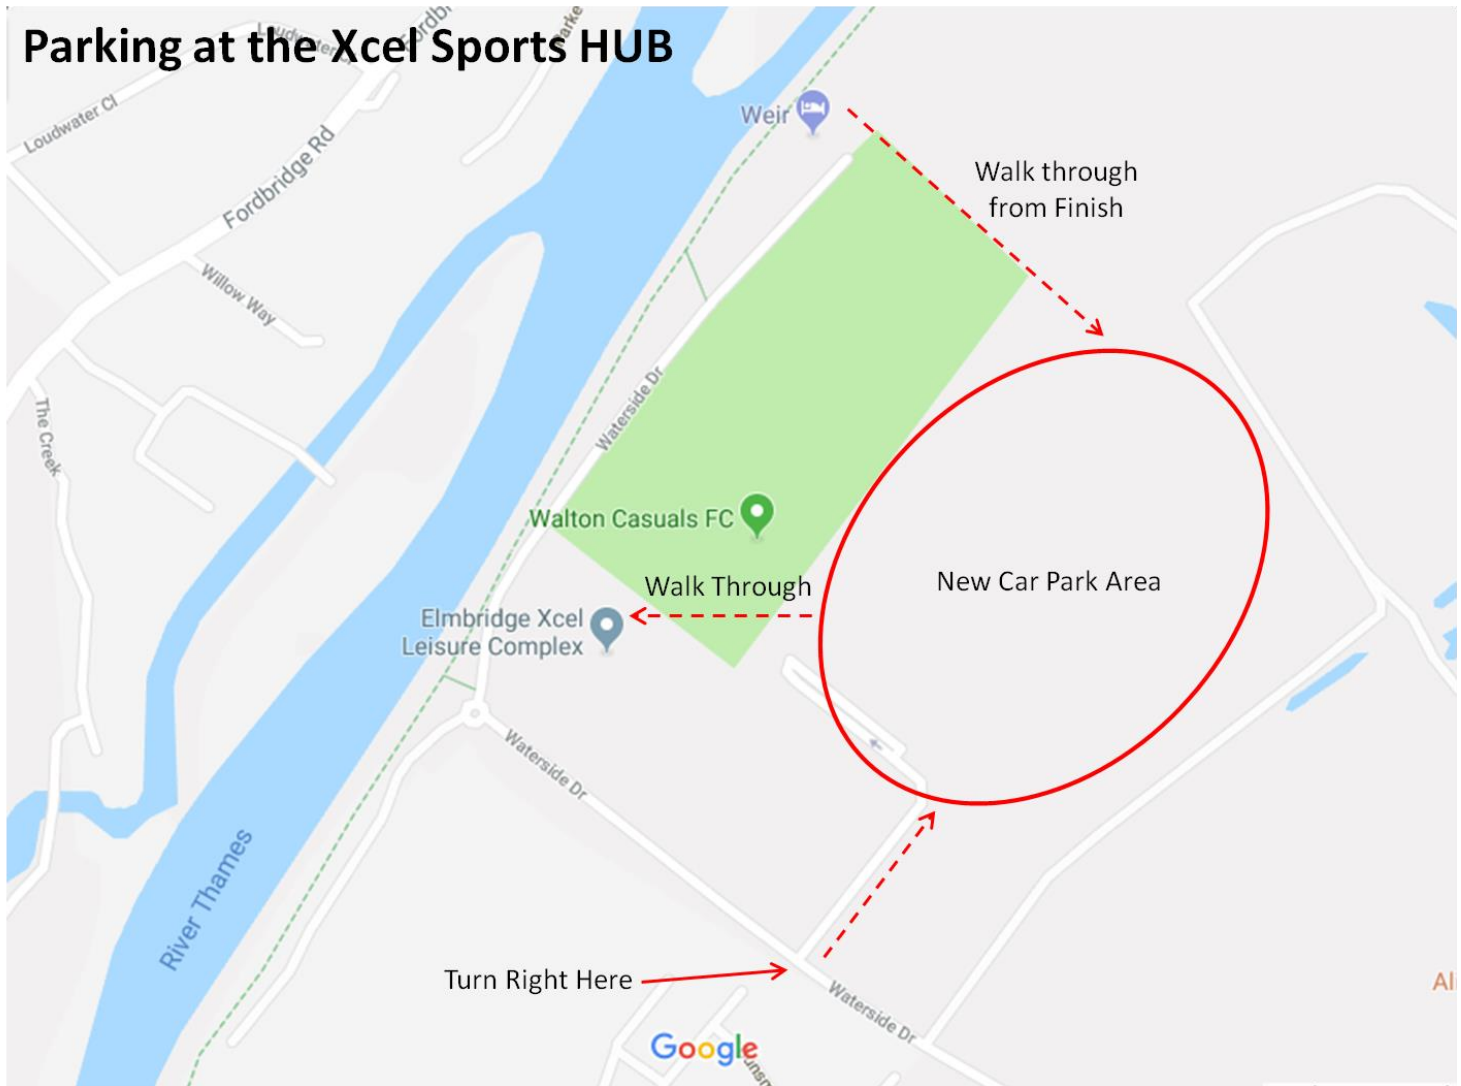 Parking at the Xcel Sports HUB
Loudwater Cl
Loudwater Cl
Fordbridge Rd
Weir
Walk through
from Finish
Willow Way
The Creek
Waterside Dr
Walton Casuals FC
Walk Through
New Car Park Area
Elmbridge Xcel
Leisure Complex
Waterside Dr
River Thames
Turn Right Here
Waterside Dr
Google